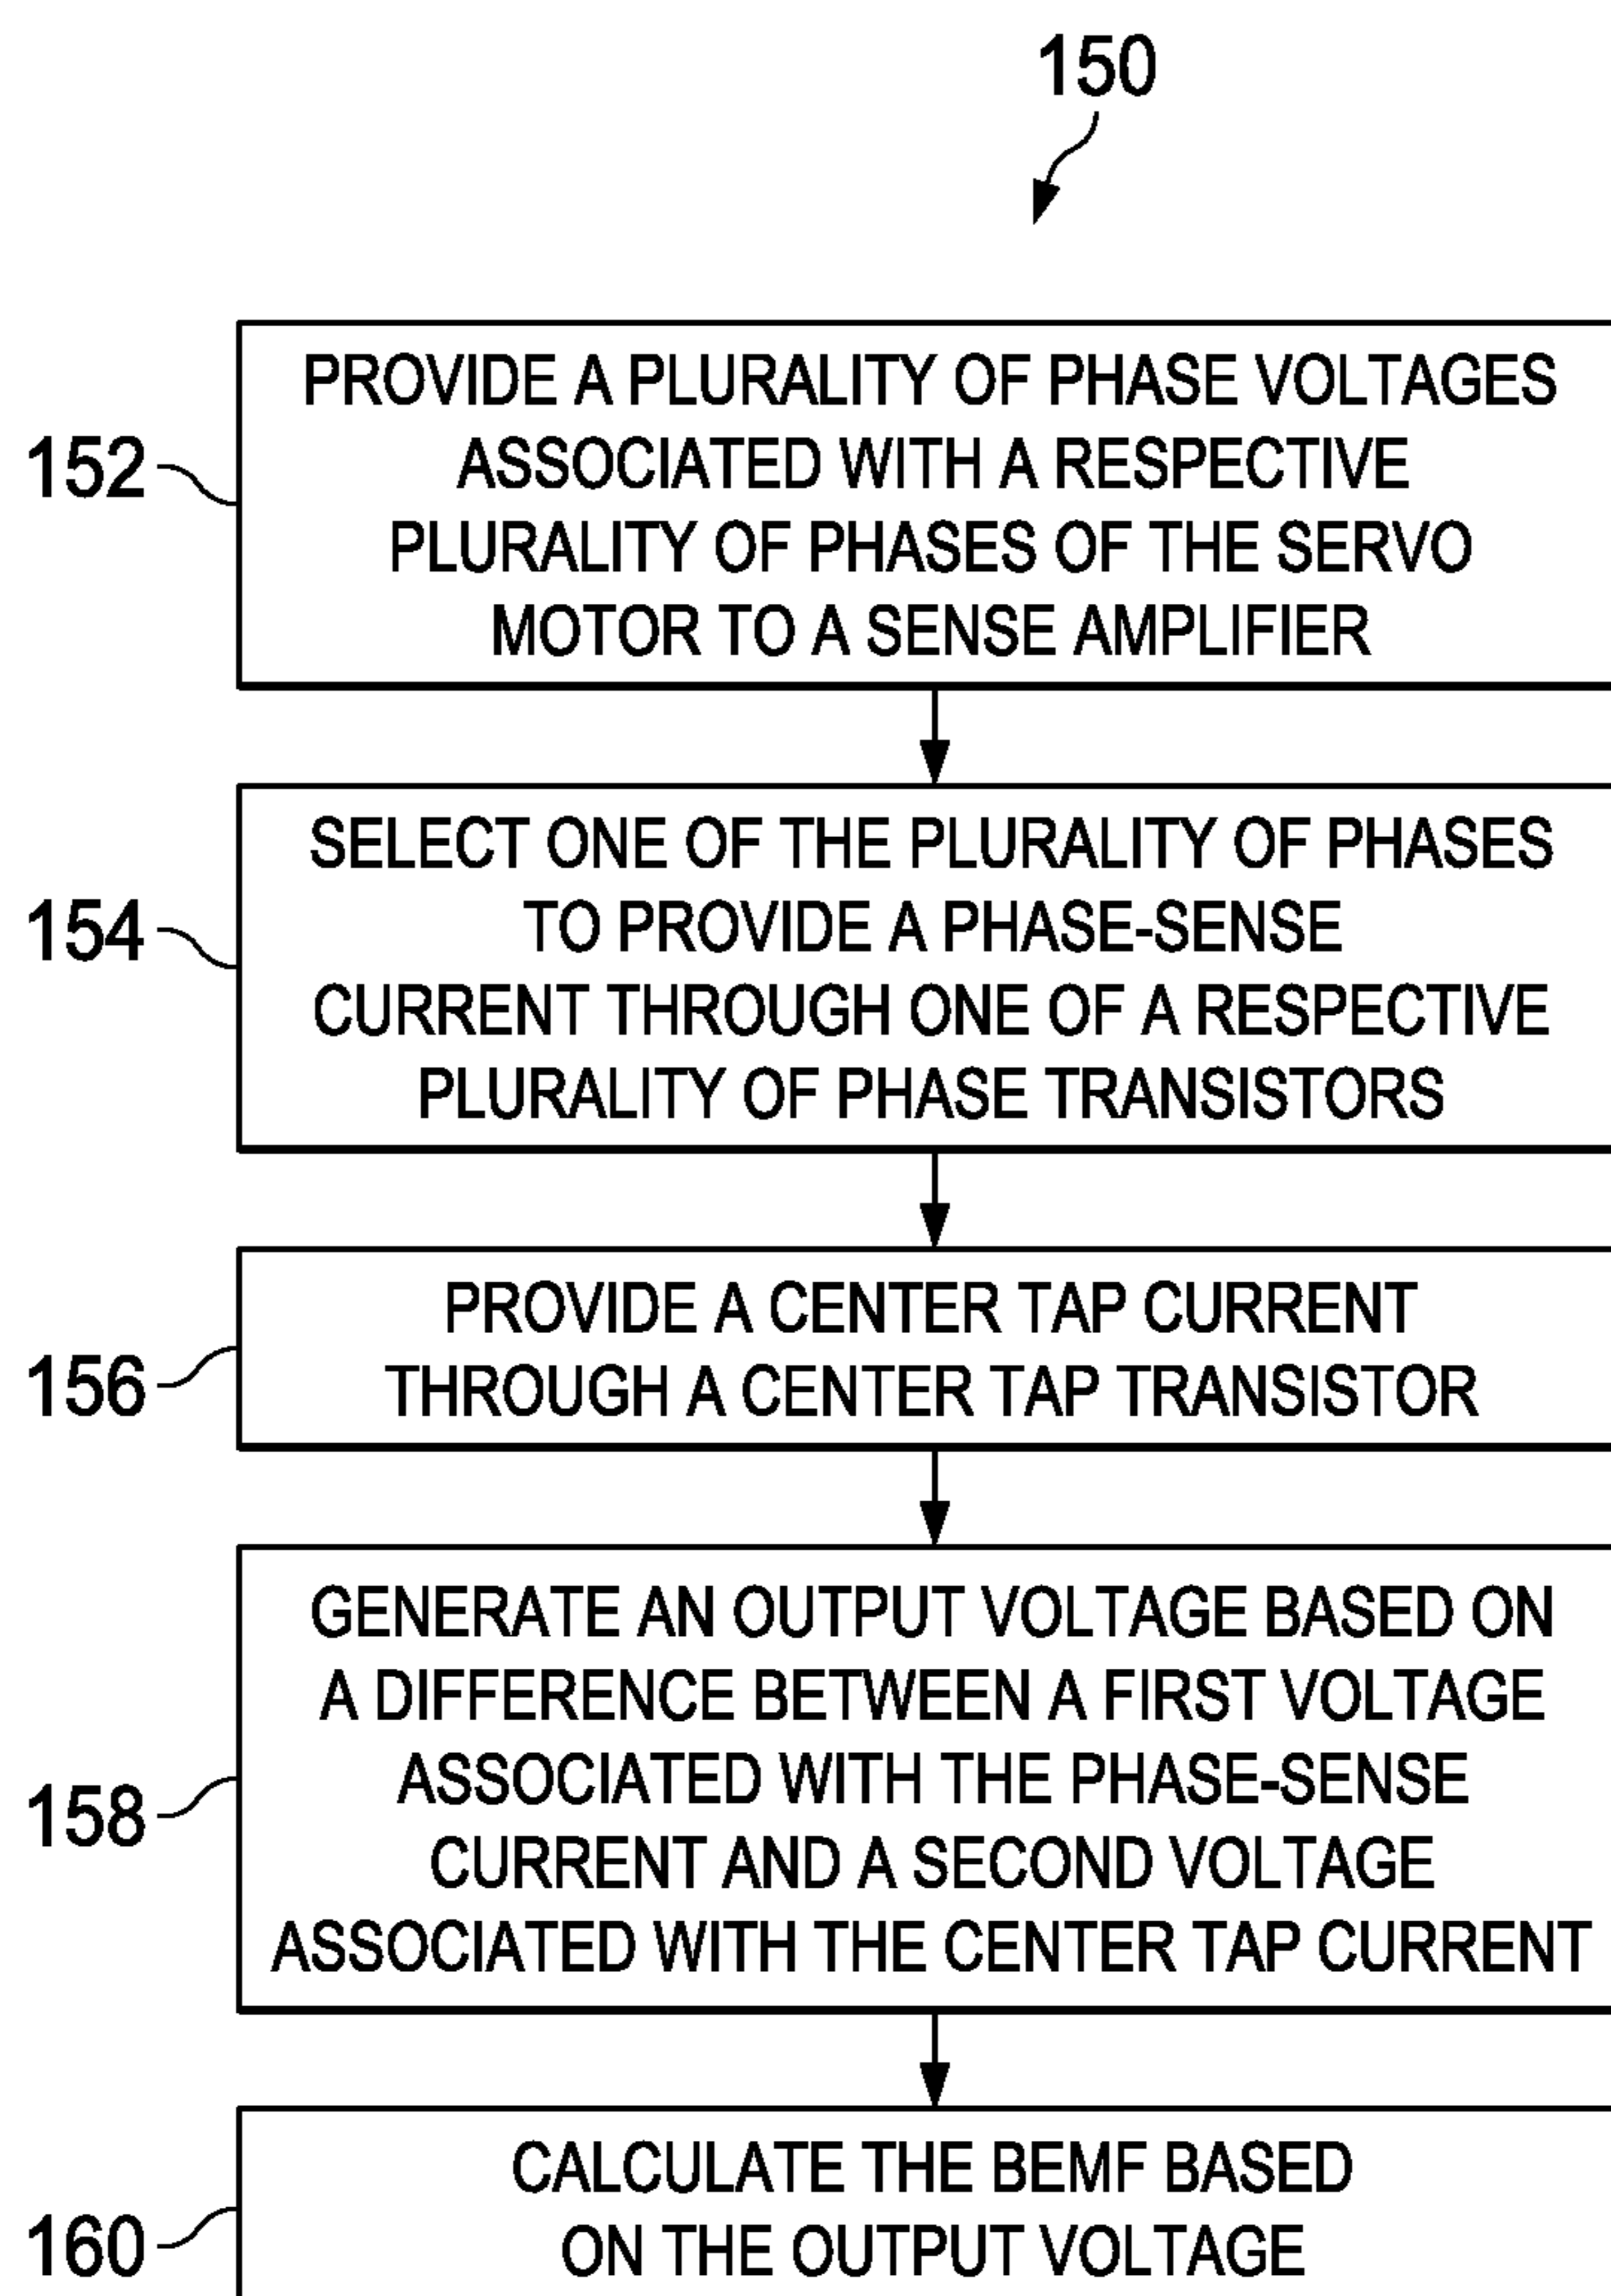 150
152
PROVIDE A PLURALITY OF PHASE VOLTAGES
ASSOCIATED WITH A RESPECTIVE
PLURALITY OF PHASES OF THE SERVO
MOTOR TO A SENSE AMPLIFIER
154
SELECT ONE OF THE PLURALITY OF PHASES
TO PROVIDE A PHASE-SENSE
CURRENT THROUGH ONE OF A RESPECTIVE
PLURALITY OF PHASE TRANSISTORS
156
PROVIDE A CENTER TAP CURRENT
THROUGH A CENTER TAP TRANSISTOR
158
GENERATE AN OUTPUT VOLTAGE BASED ON
A DIFFERENCE BETWEEN A FIRST VOLTAGE
ASSOCIATED WITH THE PHASE-SENSE
CURRENT AND A SECOND VOLTAGE
ASSOCIATED WITH THE CENTER TAP CURRENT
160
CALCULATE THE BEMF BASED
ON THE OUTPUT VOLTAGE